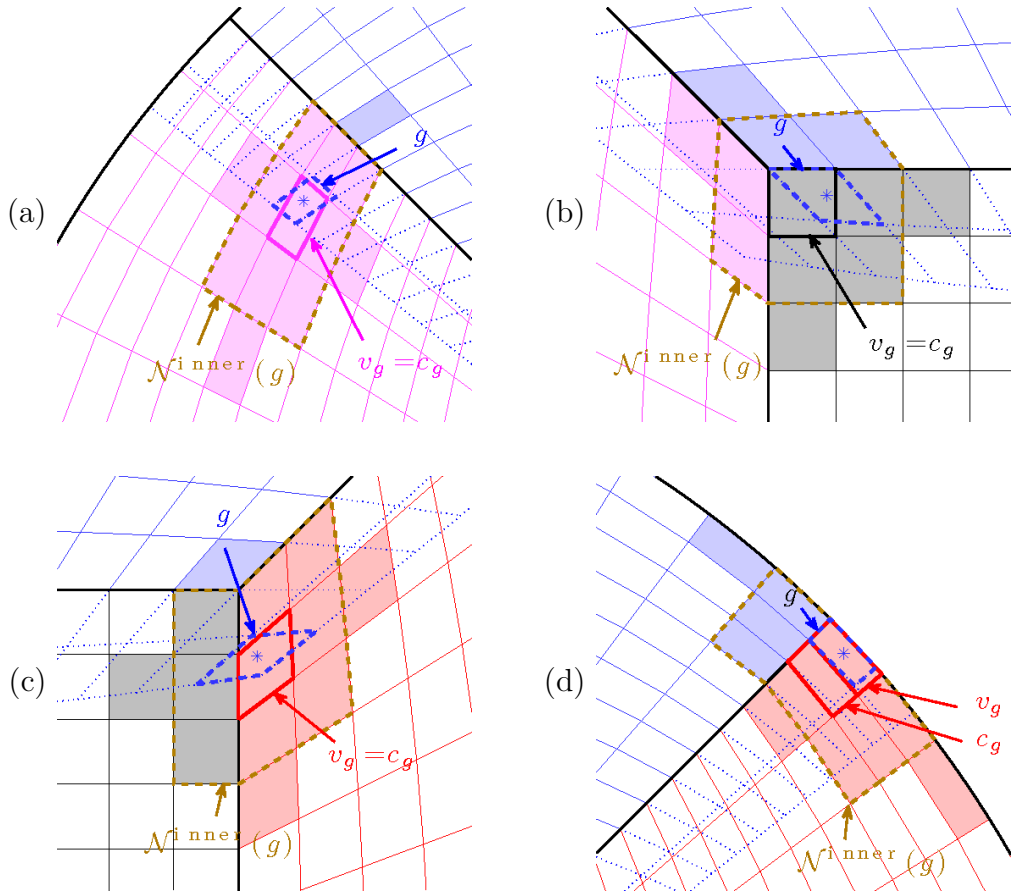 (a)
g
v_g=c_g
𝒩^inner(g)
(b)
g
v_g=c_g
𝒩^inner(g)
(c)
g
v_g=c_g
𝒩^inner(g)
(d)
g
v_g
c_g
𝒩^inner(g)